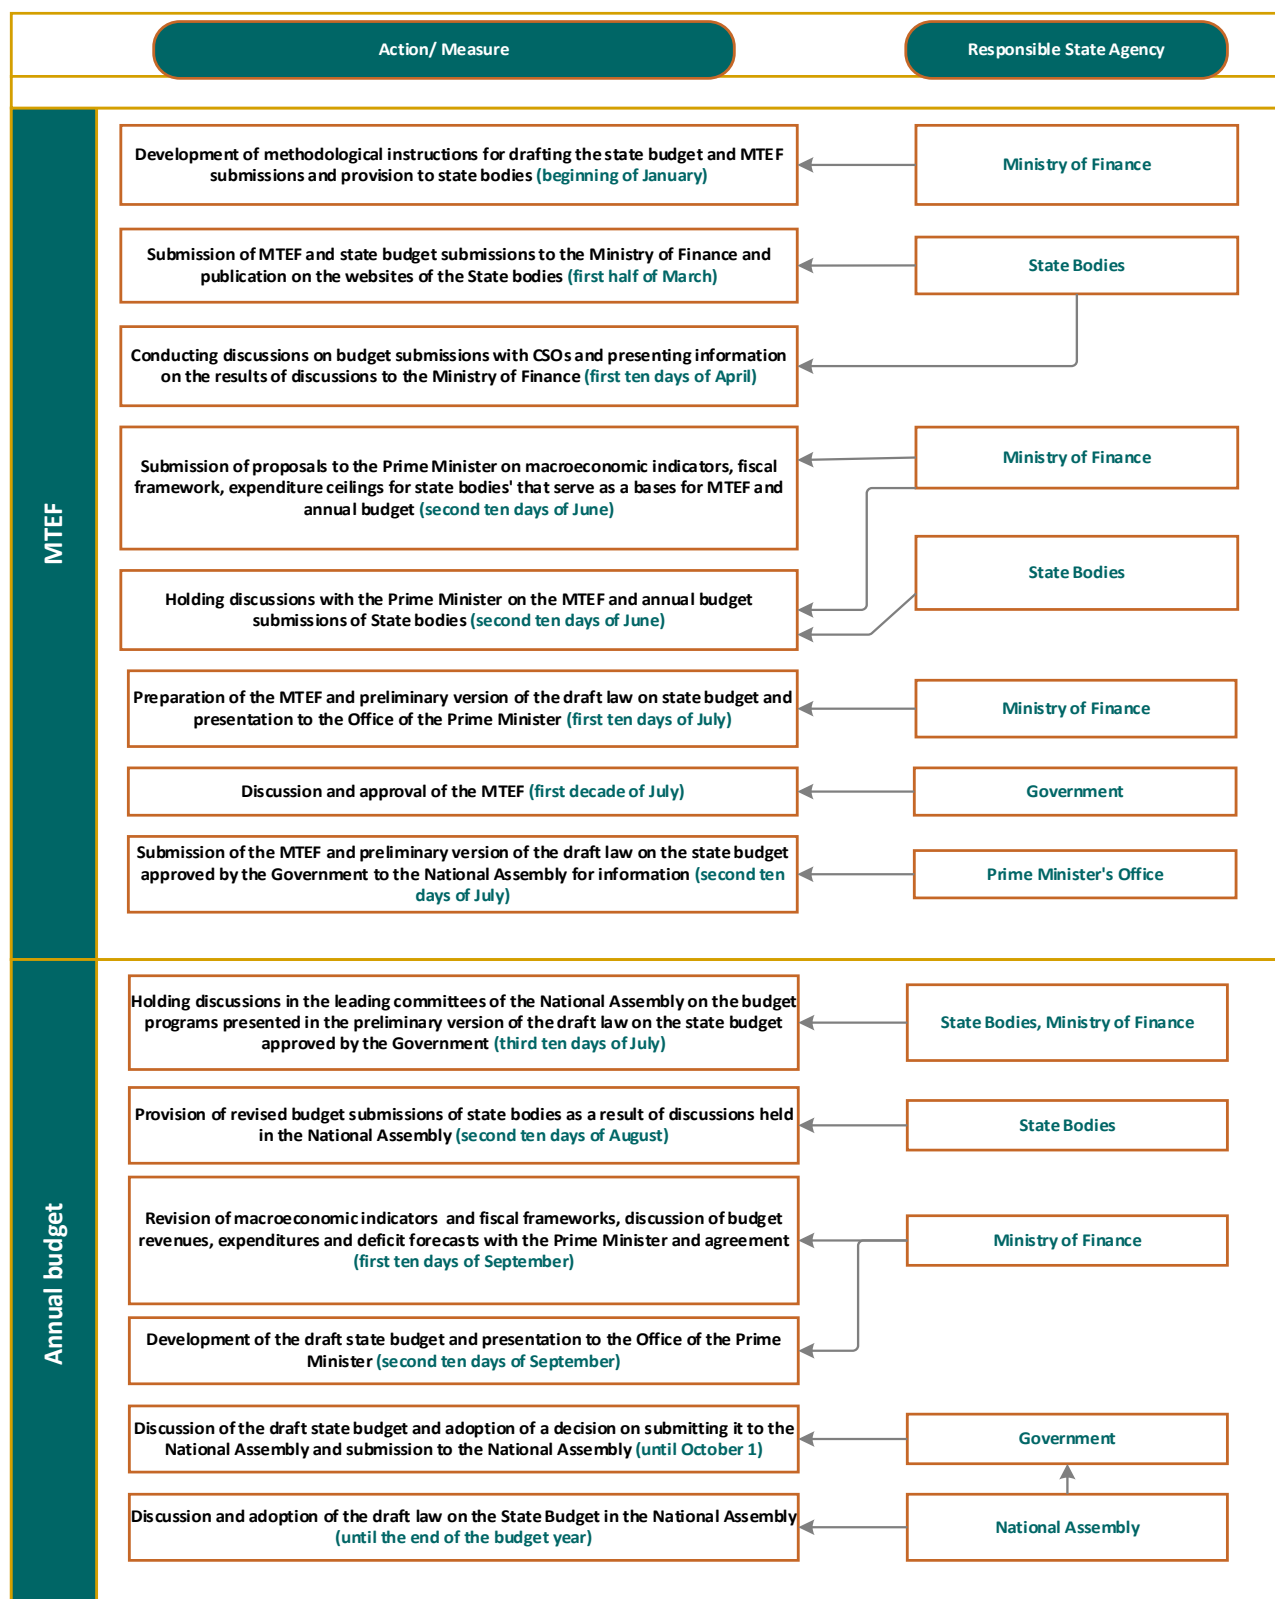 Action/ Measure
Responsible State Agency
MTEF
Development of methodological instructions for drafting the state budget and MTEF
submissions and provision to state bodies (beginning of January)
Ministry of Finance
Submission of MTEF and state budget submissions to the Ministry of Finance and
publication on the websites of the State bodies (first half of March)
State Bodies
Conducting discussions on budget submissions with CSOs and presenting information
on the results of discussions to the Ministry of Finance (first ten days of April)
Submission of proposals to the Prime Minister on macroeconomic indicators, fiscal
framework, expenditure ceilings for state bodies' that serve as a bases for MTEF and
annual budget (second ten days of June)
Ministry of Finance
State Bodies
Holding discussions with the Prime Minister on the MTEF and annual budget
submissions of State bodies (second ten days of June)
Preparation of the MTEF and preliminary version of the draft law on state budget and
presentation to the Office of the Prime Minister (first ten days of July)
Ministry of Finance
Discussion and approval of the MTEF (first decade of July)
Government
Submission of the MTEF and preliminary version of the draft law on the state budget
approved by the Government to the National Assembly for information (second ten
days of July)
Prime Minister's Office
Annual budget
Holding discussions in the leading committees of the National Assembly on the budget
programs presented in the preliminary version of the draft law on the state budget
approved by the Government (third ten days of July)
State Bodies, Ministry of Finance
Provision of revised budget submissions of state bodies as a result of discussions held
in the National Assembly (second ten days of August)
State Bodies
Revision of macroeconomic indicators and fiscal frameworks, discussion of budget
revenues, expenditures and deficit forecasts with the Prime Minister and agreement
(first ten days of September)
Ministry of Finance
Development of the draft state budget and presentation to the Office of the Prime
Minister (second ten days of September)
Discussion of the draft state budget and adoption of a decision on submitting it to the
National Assembly and submission to the National Assembly (until October 1)
Government
Discussion and adoption of the draft law on the State Budget in the National Assembly
(until the end of the budget year)
National Assembly